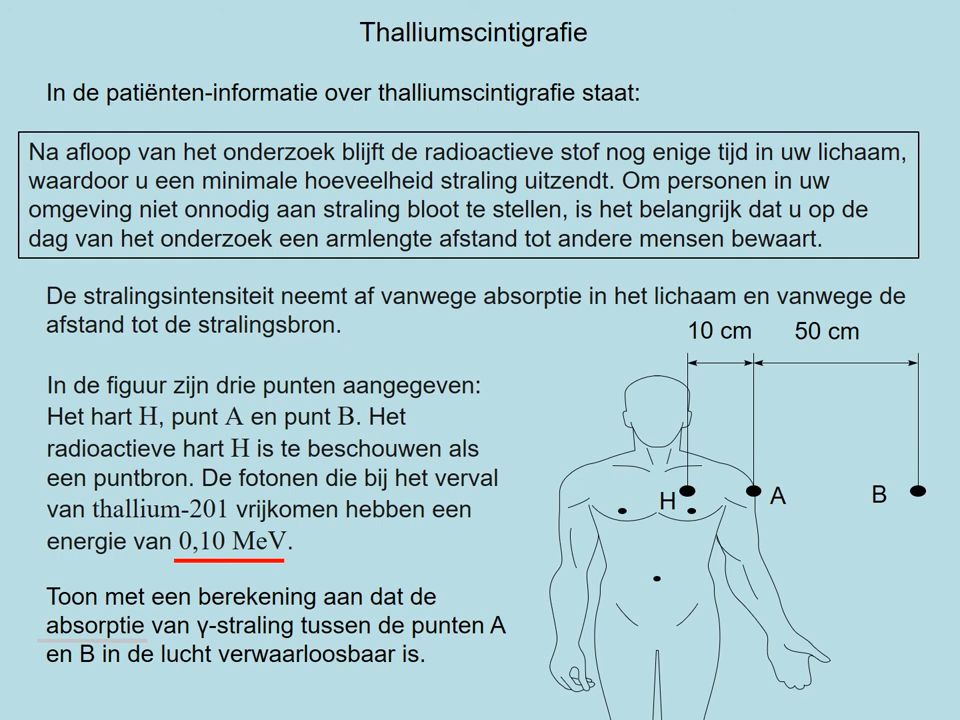 Thalliumscintigrafie
In de patiënten-informatie over thalliumscintigrafie staat:
Na afloop van het onderzoek blijft de radioactieve stof nog enige tijd in uw lichaam,
waardoor u een minimale hoeveelheid straling uitzendt. Om personen in uw
omgeving niet onnodig aan straling bloot te stellen, is het belangrijk dat u op de
dag van het onderzoek een armlengte afstand tot andere mensen bewaart.
De stralingsintensiteit neemt af vanwege absorptie in het lichaam en vanwege de
afstand tot de stralingsbron.
10 cm 50 cm
In de figuur zijn drie punten aangegeven:
Het hart H, punt A en punt B. Het
radioactieve hart H is te beschouwen als
een puntbron. De fotonen die bij het verval
van thallium-201 vrijkomen hebben een
energie van 0,10 MeV.
H A B
Toon met een berekening aan dat de
absorptie van γ-straling tussen de punten A
en B in de lucht verwaarloosbaar is.